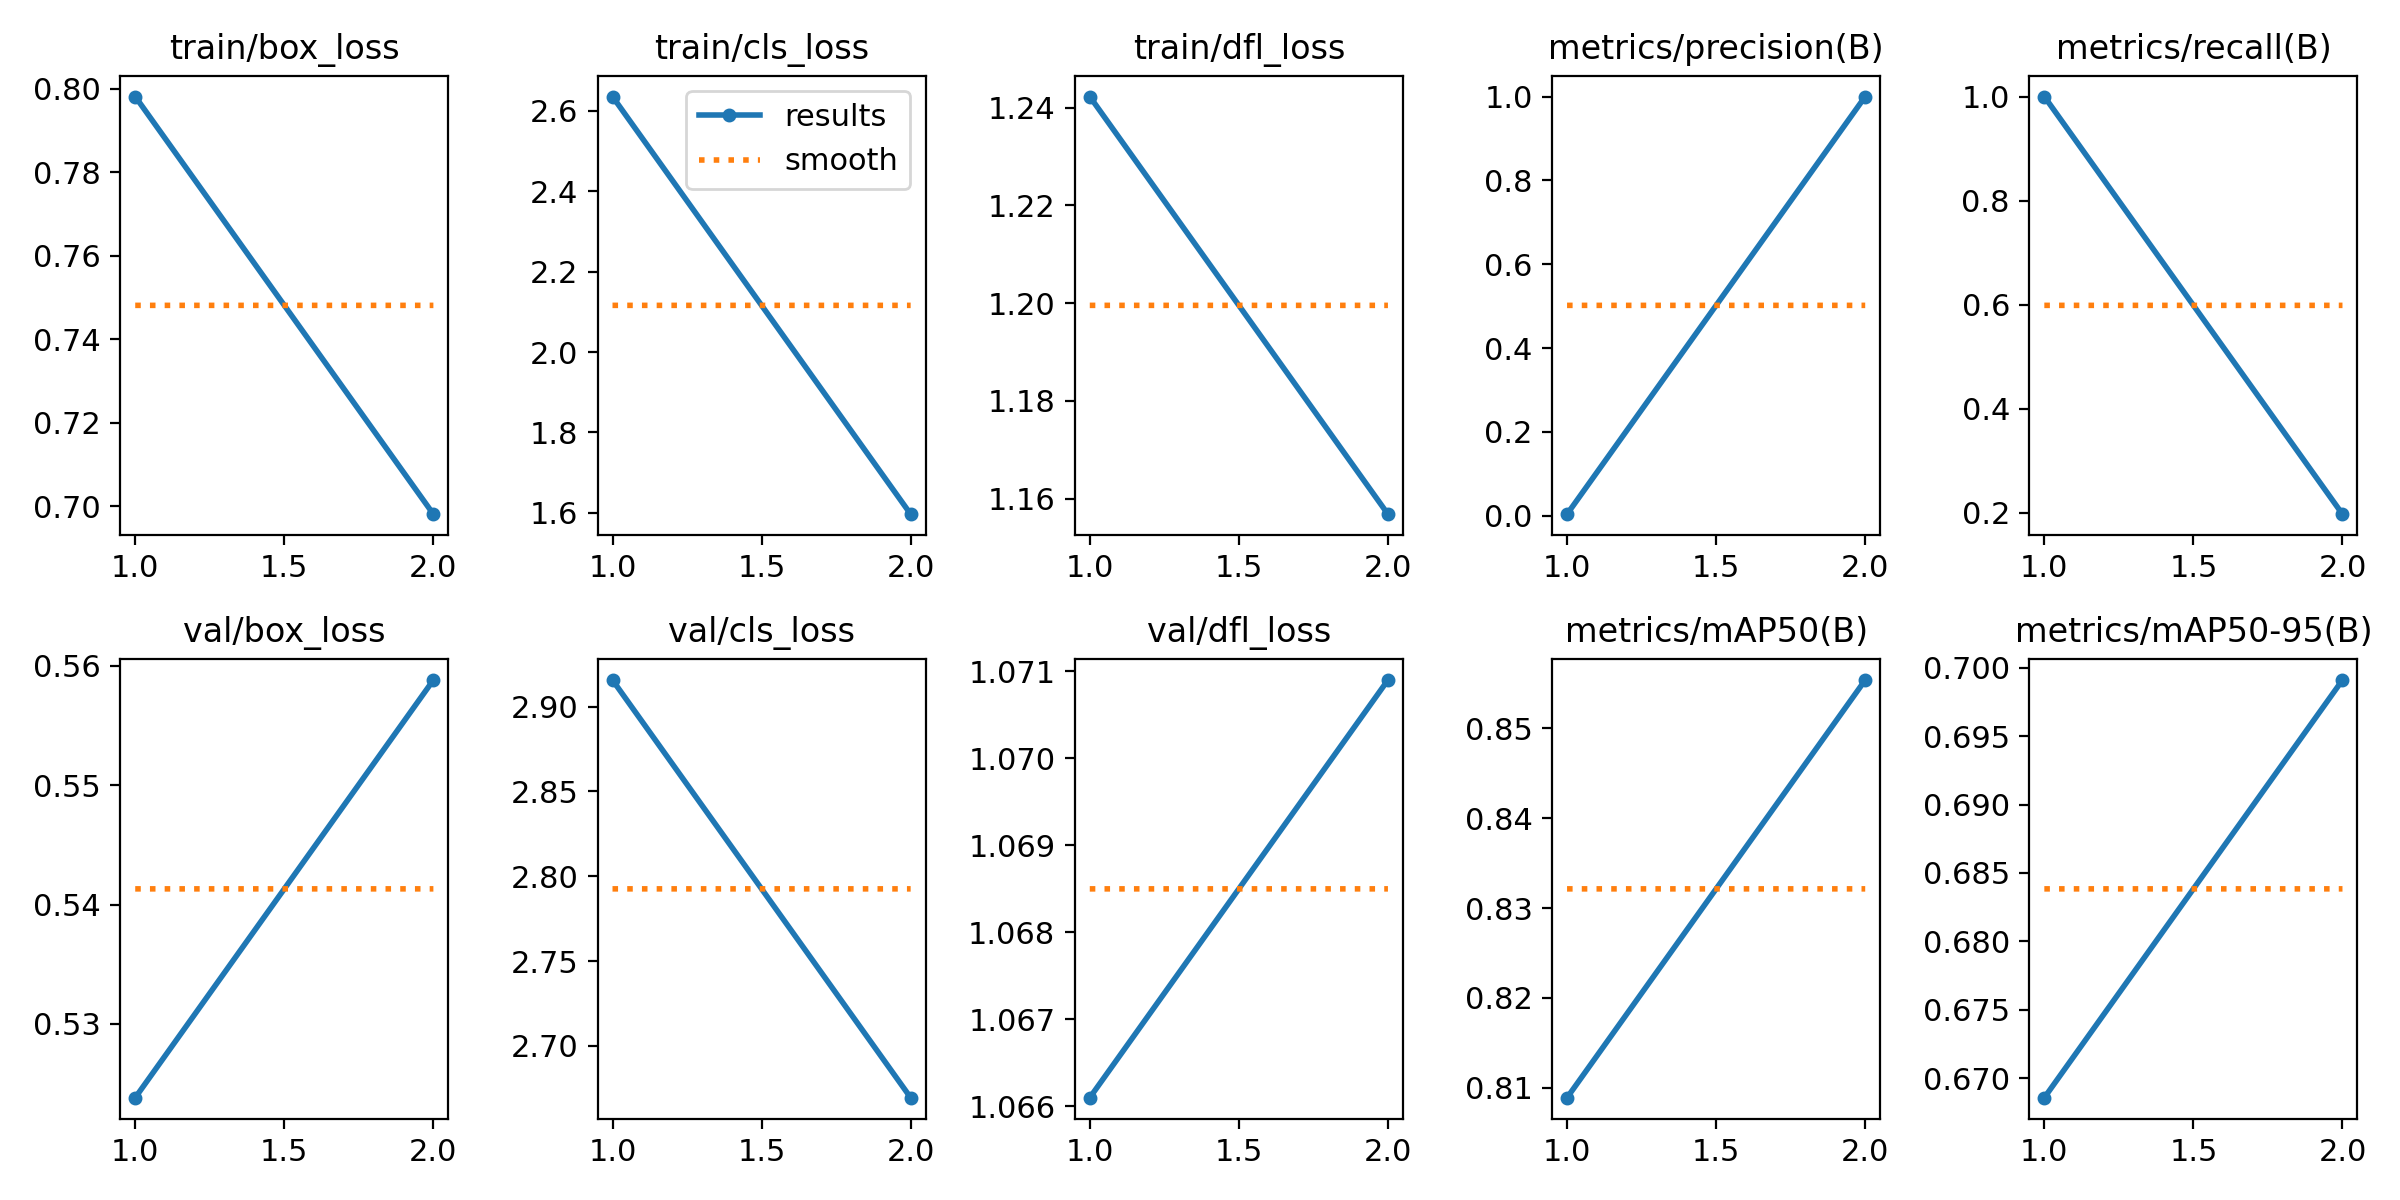 train/box_loss
0.80
0.78
0.76
0.74
0.72
0.70
1.0 1.5 2.0
train/cls_loss
results
smooth
2.6
2.4
2.2
2.0
1.8
1.6
1.0 1.5 2.0
train/dfl_loss
1.24
1.22
1.20
1.18
1.16
1.0 1.5 2.0
metrics/precision(B)
1.0
0.8
0.6
0.4
0.2
0.0
1.0 1.5 2.0
metrics/recall(B)
1.0
0.8
0.6
0.4
0.2
1.0 1.5 2.0
val/box_loss
0.56
0.55
0.54
0.53
1.0 1.5 2.0
val/cls_loss
2.90
2.85
2.80
2.75
2.70
1.0 1.5 2.0
val/dfl_loss
1.071
1.070
1.069
1.068
1.067
1.066
1.0 1.5 2.0
metrics/mAP50(B)
0.85
0.84
0.83
0.82
0.81
1.0 1.5 2.0
metrics/mAP50-95(B)
0.700
0.695
0.690
0.685
0.680
0.675
0.670
1.0 1.5 2.0